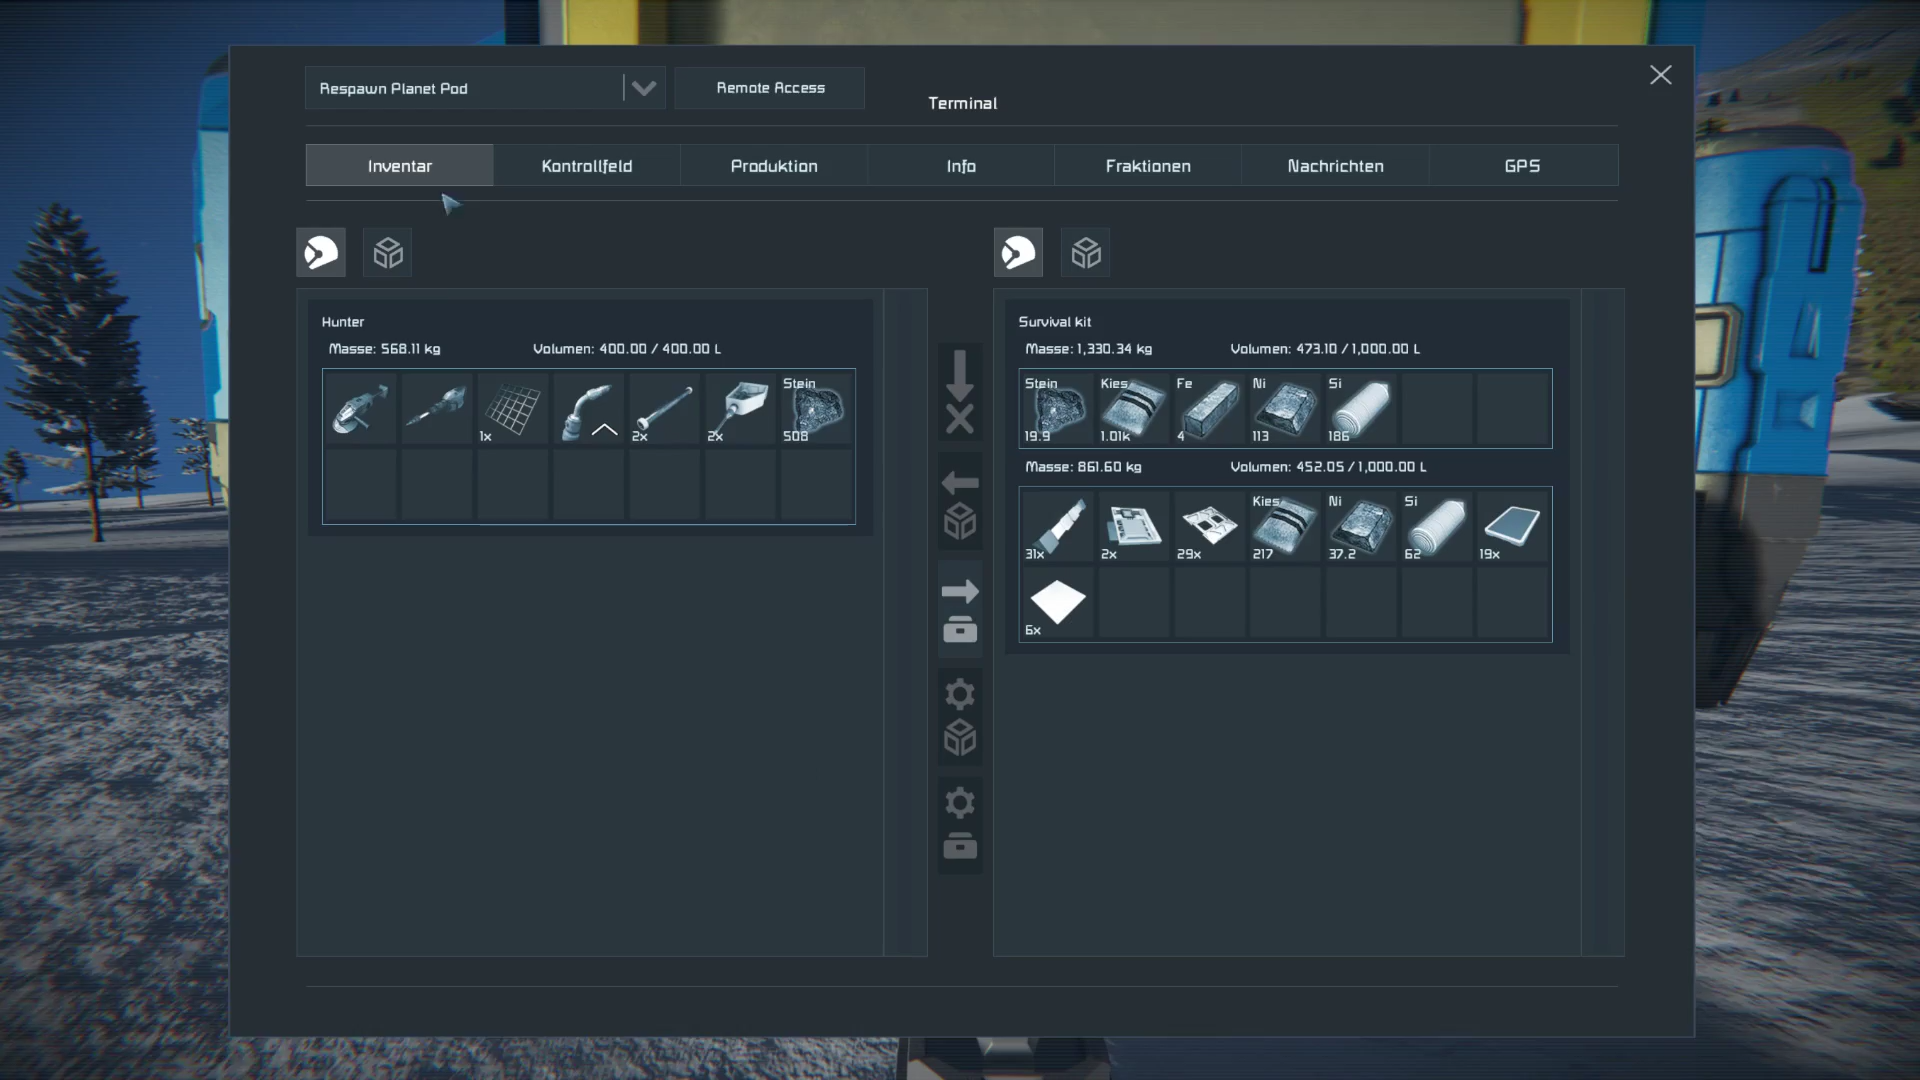 Respawn Planet Pod
Remote Access
Terminal
Inventar
Kontrollfeld
Produktion
Info
Fraktionen
Nachrichten
GPS
Hunter
Masse: 568.11 kg
Volumen: 400.00 / 400.00 L
1x
2x
2x
Stein
508
Survival kit
Masse: 1,330.34 kg
Volumen: 473.10 / 1,000.00 L
Stein
Kies
Fe
Ni
Si
19.9
1.01k
4
113
186
Masse: 861.60 kg
Volumen: 452.05 / 1,000.00 L
Kies
Ni
Si
31x
2x
29x
217
37.2
62
19x
6x